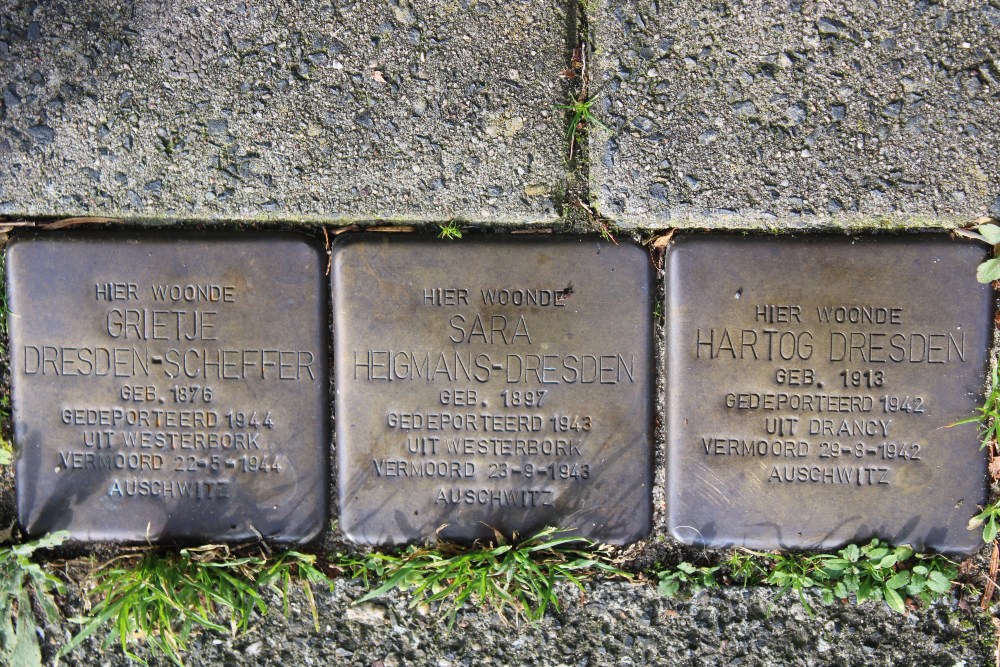 HIER WOONDE
GRIETJE
DRESDEN-SCHEFFER
GEB. 1876
GEDEPORTEERD 1944
UIT WESTERBORK
VERMOORD 22-5-1944
AUSCHWITZ
HIER WOONDE
SARA
HEIGMANS-DRESDEN
GEB. 1897
GEDEPORTEERD 1943
UIT WESTERBORK
VERMOORD 23-9-1943
AUSCHWITZ
HIER WOONDE
HARTOG DRESDEN
GEB. 1913
GEDEPORTEERD 1942
UIT DRANCY
VERMOORD 29-8-1942
AUSCHWITZ